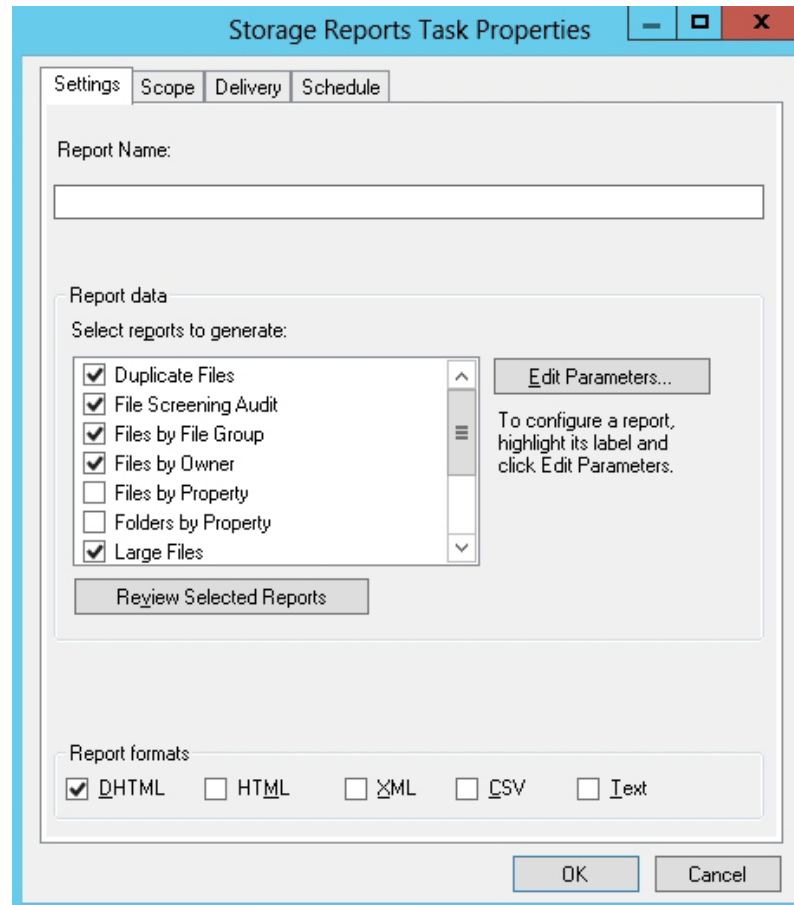 Storage Reports Task Properties
Settings Scope Delivery Schedule
Report Name:
Report data
Select reports to generate:
Duplicate Files
File Screening Audit
Files by File Group
Files by Owner
Files by Property
Folders by Property
Large Files
Edit Parameters...
To configure a report,
highlight its label and
click Edit Parameters.
Review Selected Reports
Report formats
DHTML HTML XML CSV Text
OK Cancel